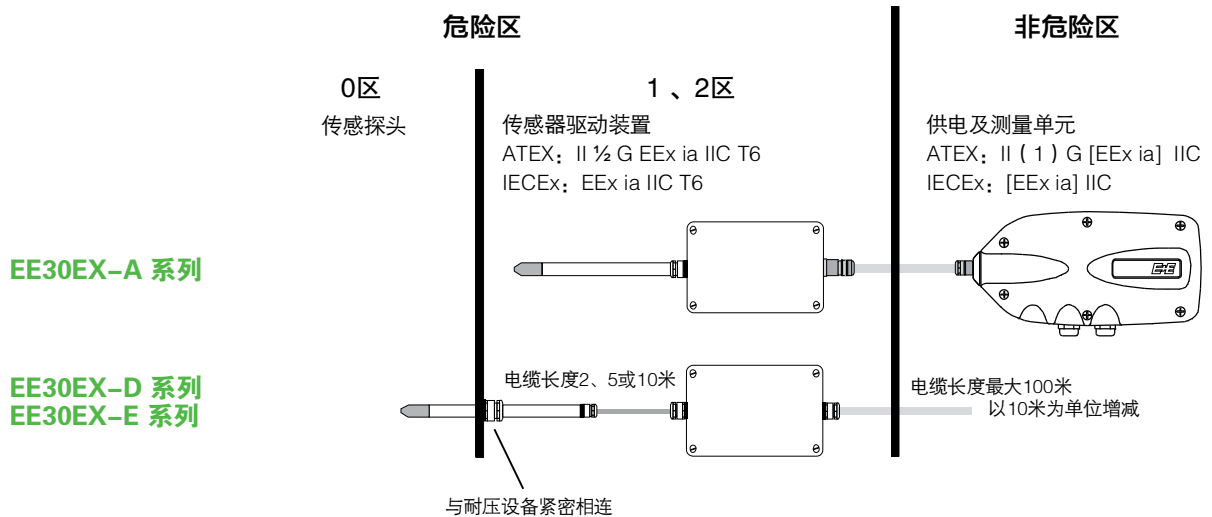 危险区
非危险区
0区
1 、2区
传感探头
传感器驱动装置
ATEX：II ½ G EEx ia IIC T6
IECEx：EEx ia IIC T6
供电及测量单元
ATEX：II ( 1 ) G [EEx ia] IIC
IECEx：[EEx ia] IIC
EE30EX–A 系列
E+E
EE30EX–D 系列
EE30EX–E 系列
电缆长度2、5或10米
电缆长度最大100米
以10米为单位增减
与耐压设备紧密相连